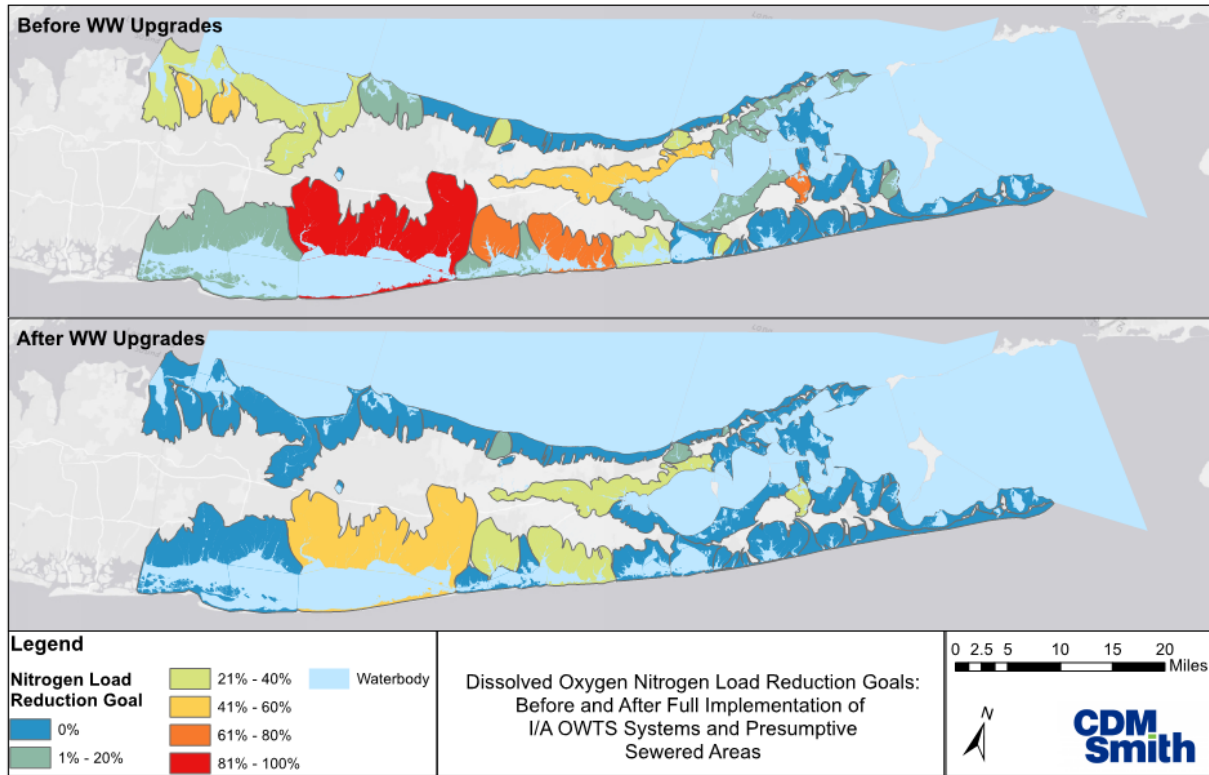 Before WW Upgrades
After WW Upgrades
Legend
Nitrogen Load
Reduction Goal
0%
1% - 20%
21% - 40%
41% - 60%
61% - 80%
81% - 100%
Waterbody
Dissolved Oxygen Nitrogen Load Reduction Goals:
Before and After Full Implementation of
I/A OWTS Systems and Presumptive
Sewered Areas
0 2.5 5 10 15 20
Miles
N
CDM
Smith